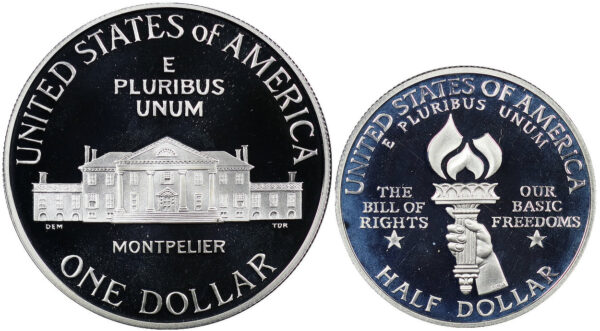 UNITED STATES of AMERICA
E
PLURIBUS
UNUM
DEM
TDR
MONTPELIER
ONE DOLLAR
UNITED STATES OF AMERICA
E PLURIBUS UNUM
THE
BILL OF
RIGHTS
OUR
BASIC
FREEDOMS
HALF DOLLAR